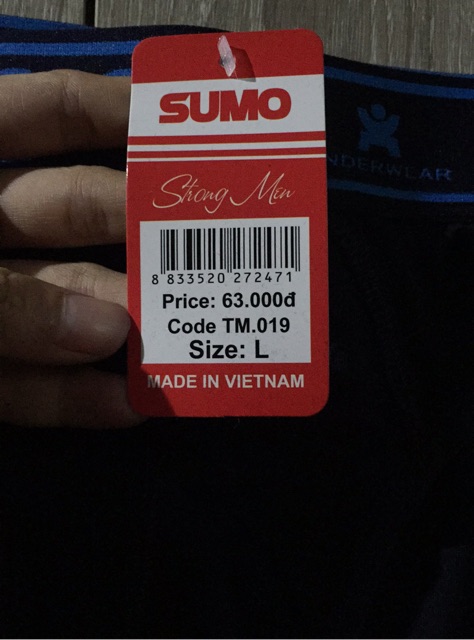 SUMO
Strong Men
8 833520 272471
Price: 63.000đ
Code TM.019
Size: L
MADE IN VIETNAM
NDERWEAR